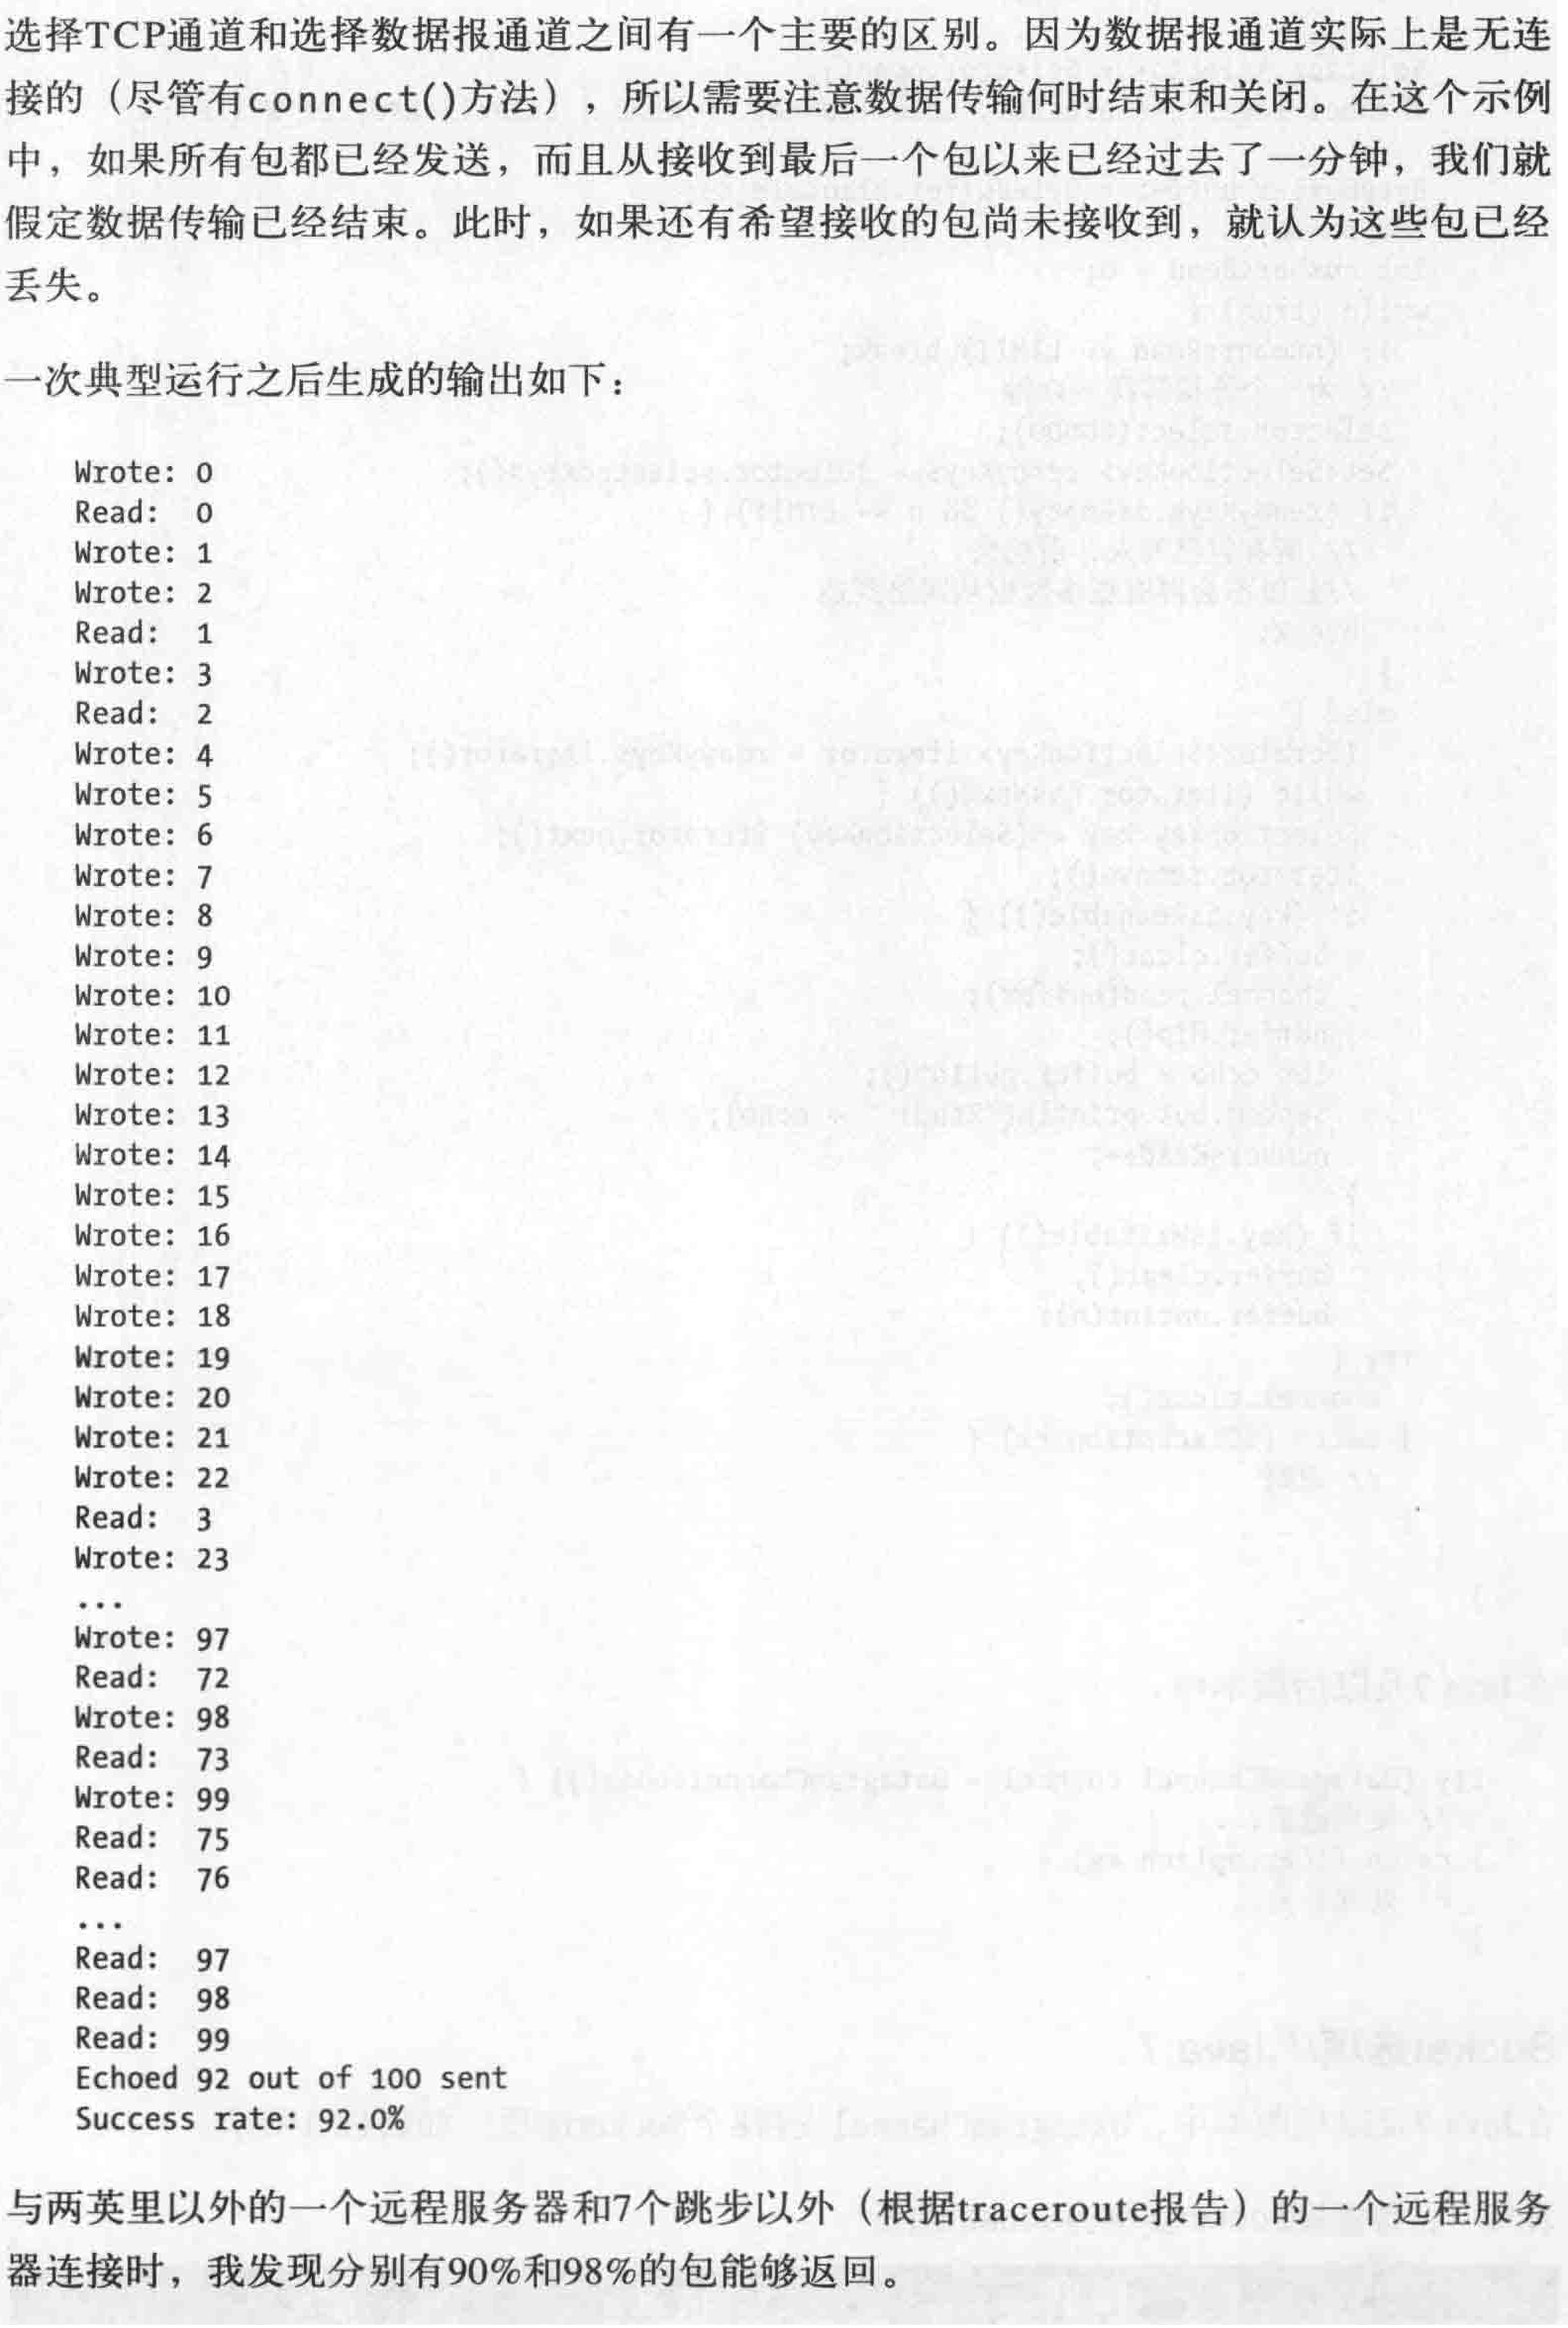 选择TCP通道和选择数据报通道之间有一个主要的区别。因为数据报通道实际上是无连
接的（尽管有connect()方法），所以需要注意数据传输何时结束和关闭。在这个示例
中，如果所有包都已经发送，而且从接收到最后一个包以来已经过去了一分钟，我们就
假定数据传输已经结束。此时，如果还有希望接收的包尚未接收到，就认为这些包已经
丢失。
一次典型运行之后生成的输出如下：
Wrote: 0
Read:  0
Wrote: 1
Wrote: 2
Read:  1
Wrote: 3
Read:  2
Wrote: 4
Wrote: 5
Wrote: 6
Wrote: 7
Wrote: 8
Wrote: 9
Wrote: 10
Wrote: 11
Wrote: 12
Wrote: 13
Wrote: 14
Wrote: 15
Wrote: 16
Wrote: 17
Wrote: 18
Wrote: 19
Wrote: 20
Wrote: 21
Wrote: 22
Read:  3
Wrote: 23
...
Wrote: 97
Read:  72
Wrote: 98
Read:  73
Wrote: 99
Read:  75
Read:  76
...
Read:  97
Read:  98
Read:  99
Echoed 92 out of 100 sent
Success rate: 92.0%
与两英里以外的一个远程服务器和7个跳步以外（根据traceroute报告）的一个远程服务
器连接时，我发现分别有90%和98%的包能够返回。